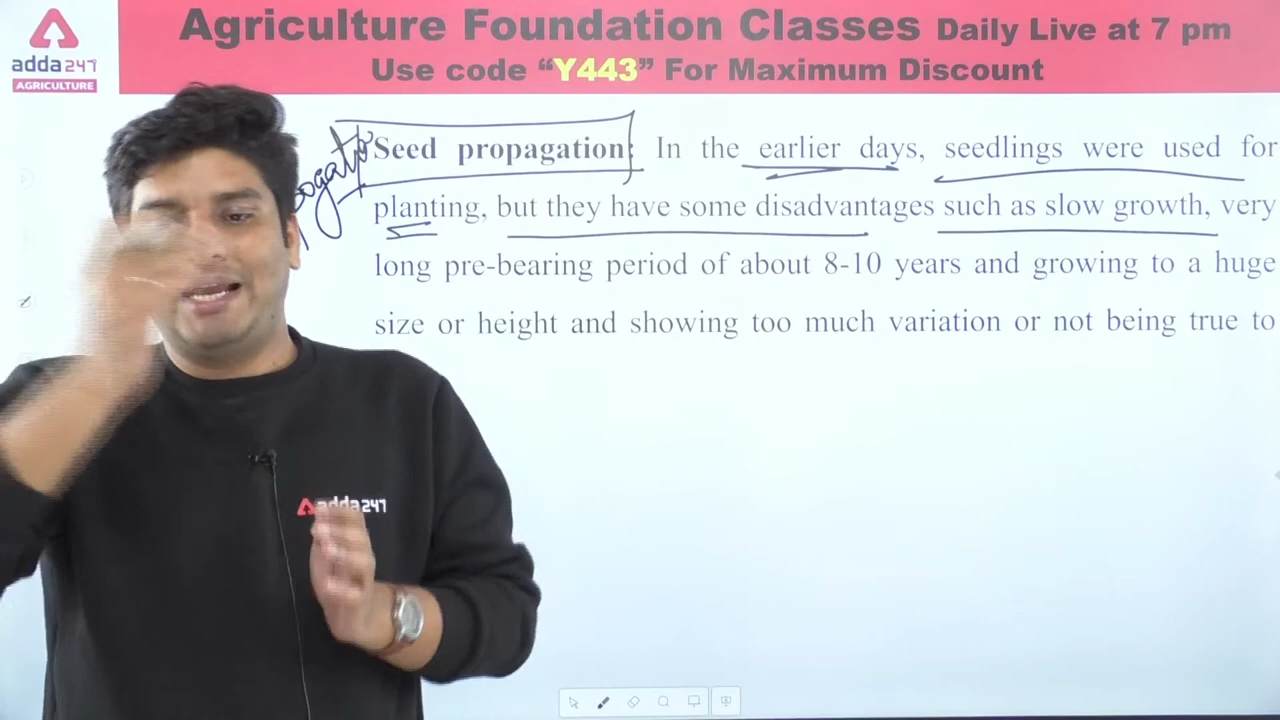 Agriculture Foundation Classes Daily Live at 7 pm
Use code “Y443” For Maximum Discount
adda247
AGRICULTURE
Seed propagation: In the earlier days, seedlings were used for
planting, but they have some disadvantages such as slow growth, very
long pre-bearing period of about 8-10 years and growing to a huge
size or height and showing too much variation or not being true to
adda247